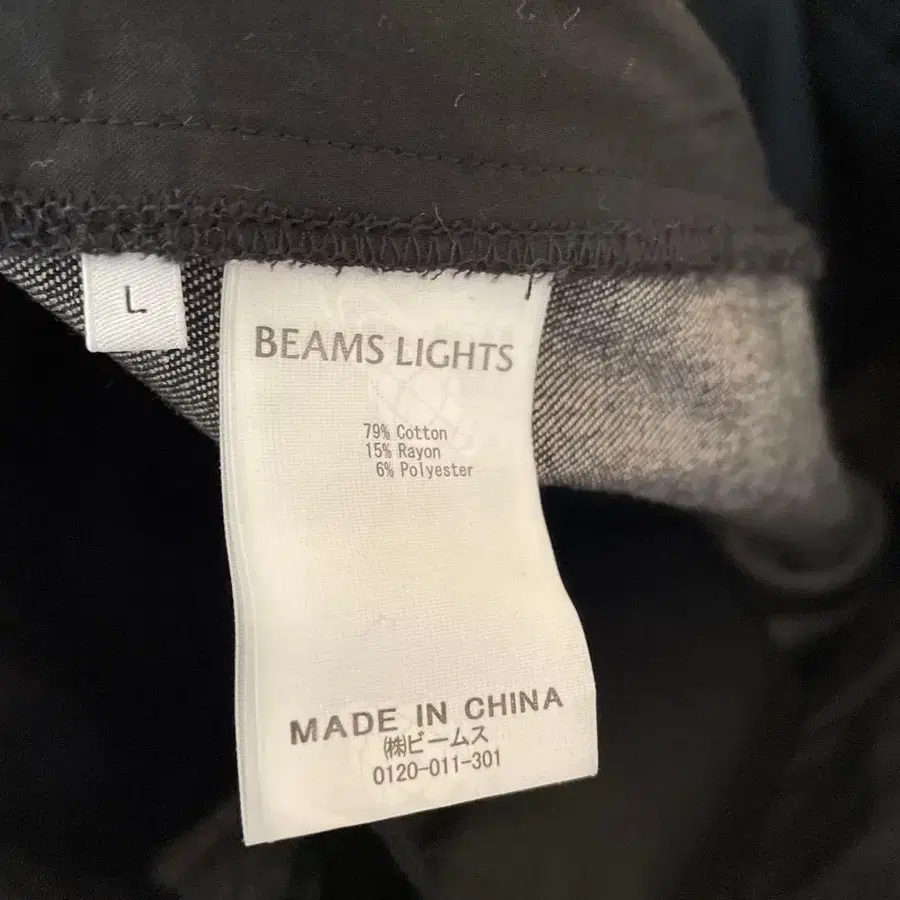 L
BEAMS LIGHTS
79% Cotton
15% Rayon
6% Polyester
MADE IN CHINA
㈱ビームス
0120-011-301